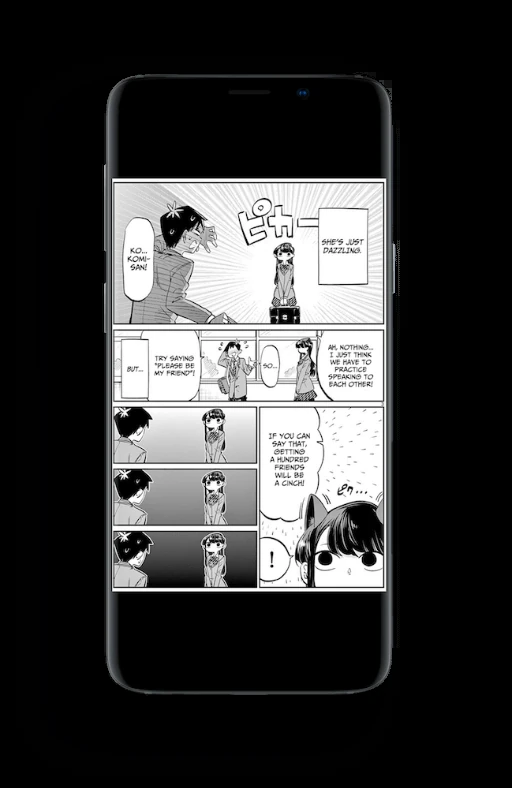 SHE'S JUST
DAZZLING.
ピカー
KO...
KOMI-
SAN!
AH, NOTHING...
I JUST THINK
WE HAVE TO
PRACTICE
SPEAKING TO
EACH OTHER!
SO...
TRY SAYING
"PLEASE BE
MY FRIEND"!
BUT...
IF YOU CAN
SAY THAT,
GETTING
A HUNDRED
FRIENDS
WILL BE
A CINCH!
ピク...
!